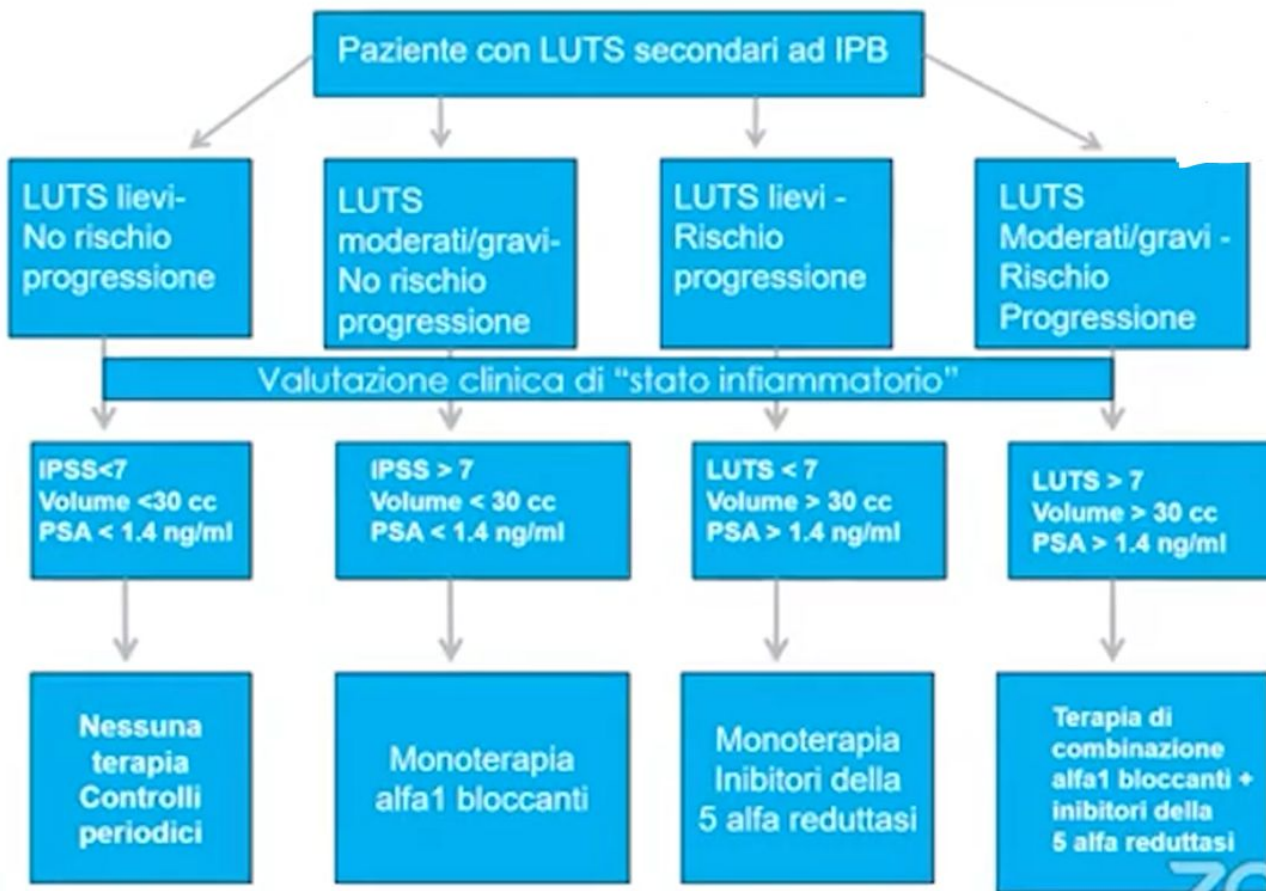 Paziente con LUTS secondari ad IPB
LUTS lievi-
No rischio
progressione
LUTS
moderati/gravi-
No rischio
progressione
LUTS lievi -
Rischio
progressione
LUTS
Moderati/gravi -
Rischio
Progressione
Valutazione clinica di “stato infiammatorio”
IPSS<7
Volume <30 cc
PSA < 1.4 ng/ml
IPSS > 7
Volume < 30 cc
PSA < 1.4 ng/ml
LUTS < 7
Volume > 30 cc
PSA > 1.4 ng/ml
LUTS > 7
Volume > 30 cc
PSA > 1.4 ng/ml
Nessuna
terapia
Controlli
periodici
Monoterapia
alfa1 bloccanti
Monoterapia
Inibitori della
5 alfa reduttasi
Terapia di
combinazione
alfa1 bloccanti +
inibitori della
5 alfa reduttasi